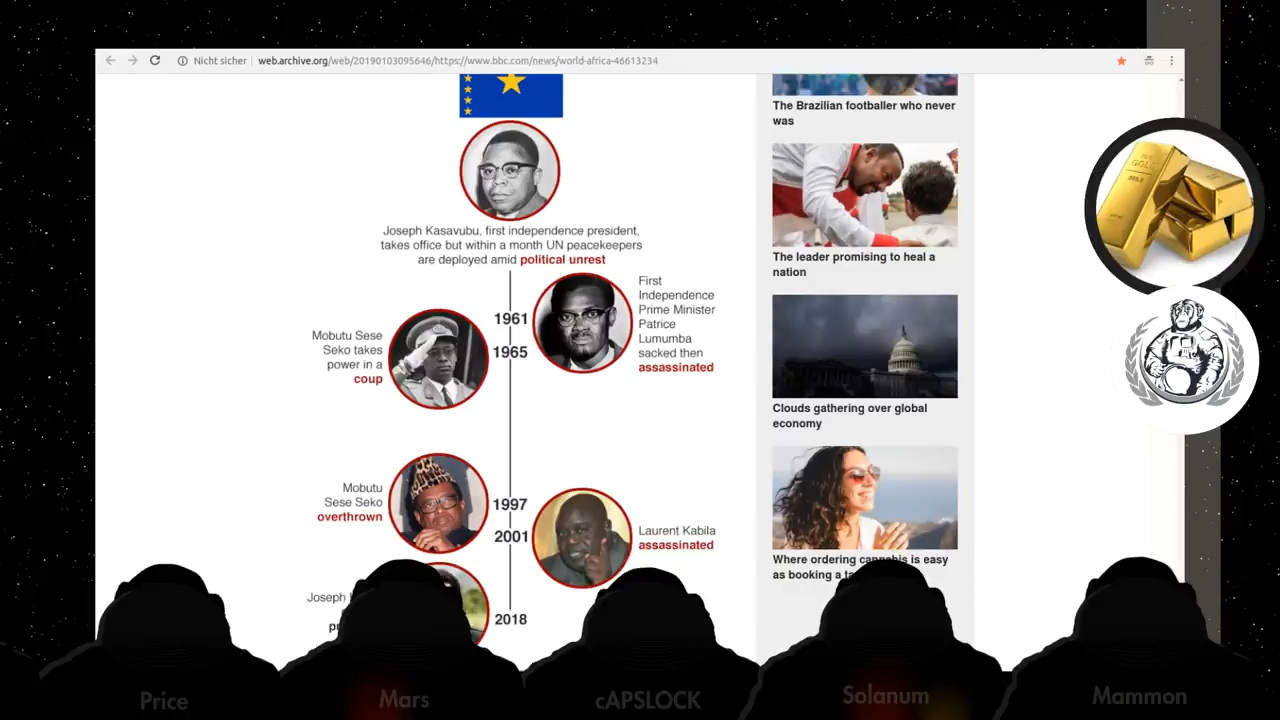 Nicht sicher
web.archive.org/web/20190103095646/https://www.bbc.com/news/world-africa-46613234
Joseph Kasavubu, first independence president,
takes office but within a month UN peacekeepers
are deployed amid political unrest
1961
First
Independence
Prime Minister
Patrice
Lumumba
sacked then
assassinated
Mobutu Sese
Seko takes
power in a
coup
1965
Mobutu
Sese Seko
overthrown
1997
2001
Laurent Kabila
assassinated
Joseph
2018
The Brazilian footballer who never
was
The leader promising to heal a
nation
Clouds gathering over global
economy
Where ordering cannabis is easy
as booking a
GOLD
999.9
Price
Mars
cAPSLOCK
Solanum
Mammon